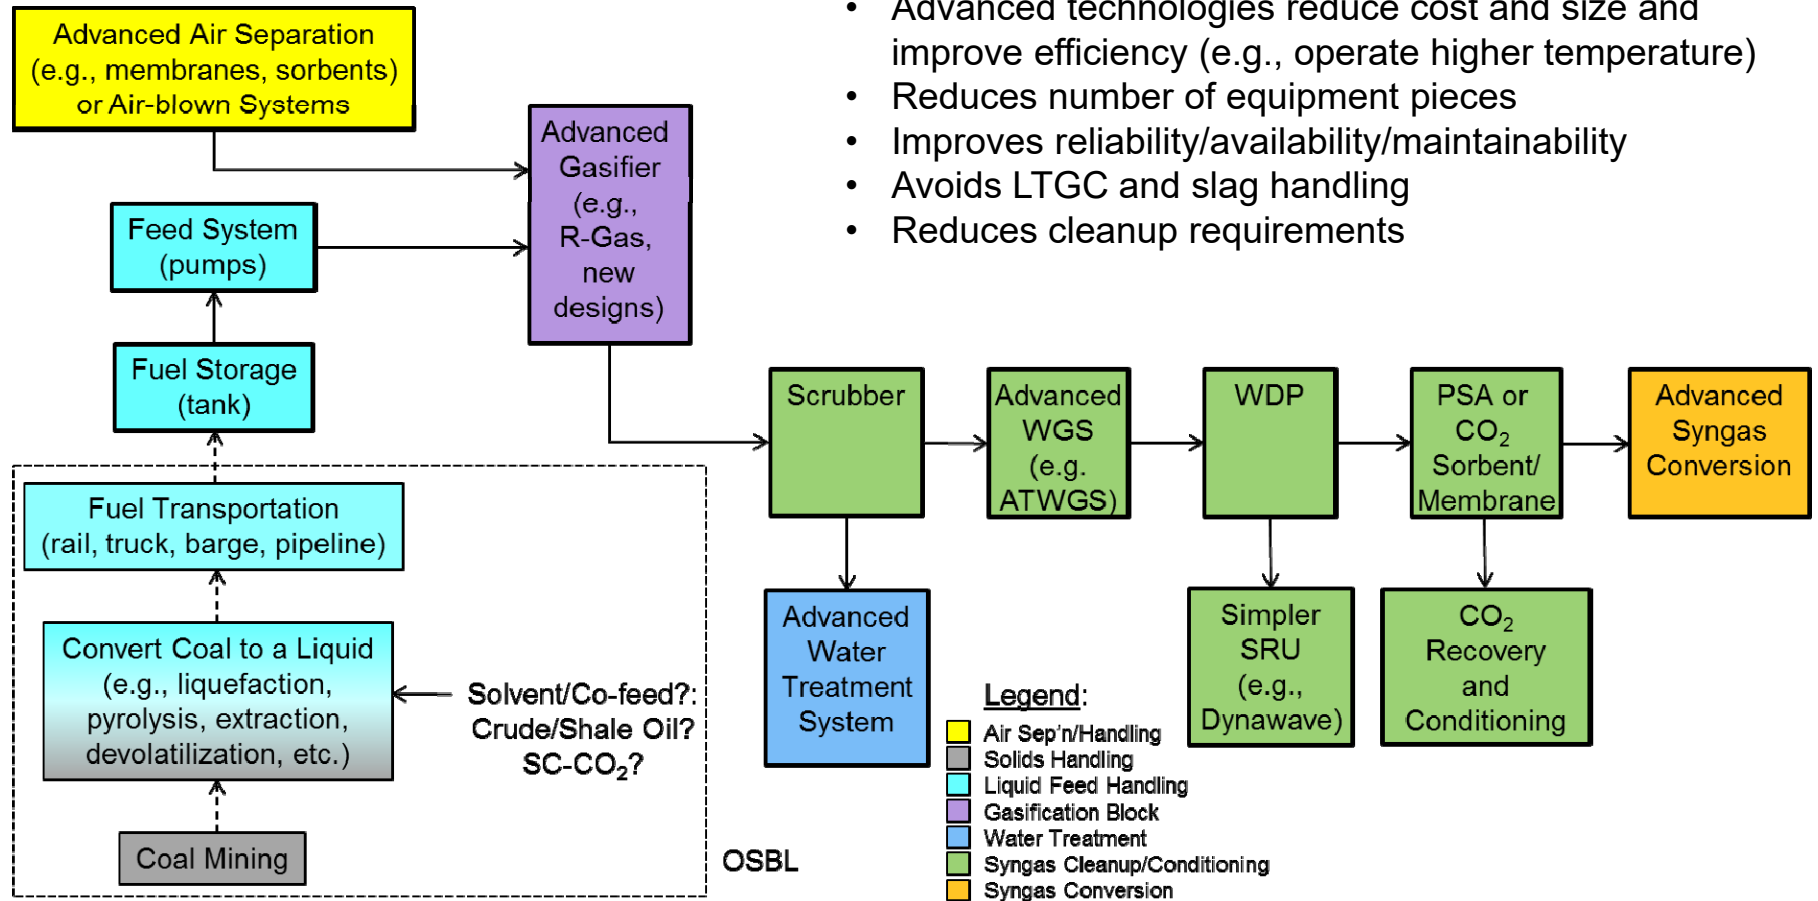 Advanced Air Separation
(e.g., membranes, sorbents)
or Air-blown Systems
• Advanced technologies reduce cost and size and
improve efficiency (e.g., operate higher temperature)
• Reduces number of equipment pieces
• Improves reliability/availability/maintainability
• Avoids LTGC and slag handling
• Reduces cleanup requirements
Advanced
Gasifier
(e.g.,
R-Gas,
new
designs)
Feed System
(pumps)
Fuel Storage
(tank)
Fuel Transportation
(rail, truck, barge, pipeline)
Convert Coal to a Liquid
(e.g., liquefaction,
pyrolysis, extraction,
devolatilization, etc.)
Solvent/Co-feed?:
Crude/Shale Oil?
SC-CO₂?
Coal Mining
OSBL
Scrubber
Advanced
WGS
(e.g.
ATWGS)
WDP
PSA or
CO₂
Sorbent/
Membrane
Advanced
Syngas
Conversion
Advanced
Water
Treatment
System
Simpler
SRU
(e.g.,
Dynawave)
CO₂
Recovery
and
Conditioning
Legend:
Air Sep'n/Handling
Solids Handling
Liquid Feed Handling
Gasification Block
Water Treatment
Syngas Cleanup/Conditioning
Syngas Conversion